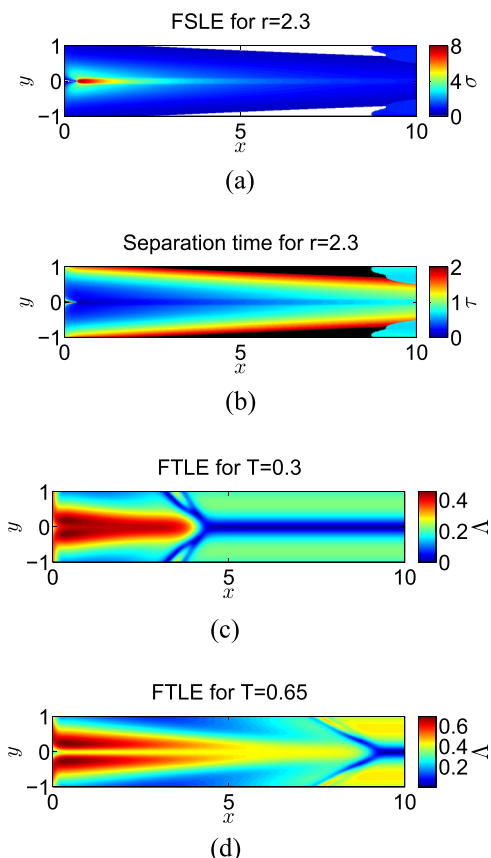 FSLE for r=2.3
1
0
−1
y
0
5
10
x
8
4
0
σ
(a)
Separation time for r=2.3
1
0
−1
y
0
5
10
x
2
1
0
τ
(b)
FTLE for T=0.3
1
0
−1
y
0
5
10
x
0.4
0.2
0
Λ
(c)
FTLE for T=0.65
1
0
−1
y
0
5
10
x
0.6
0.4
0.2
Λ
(d)